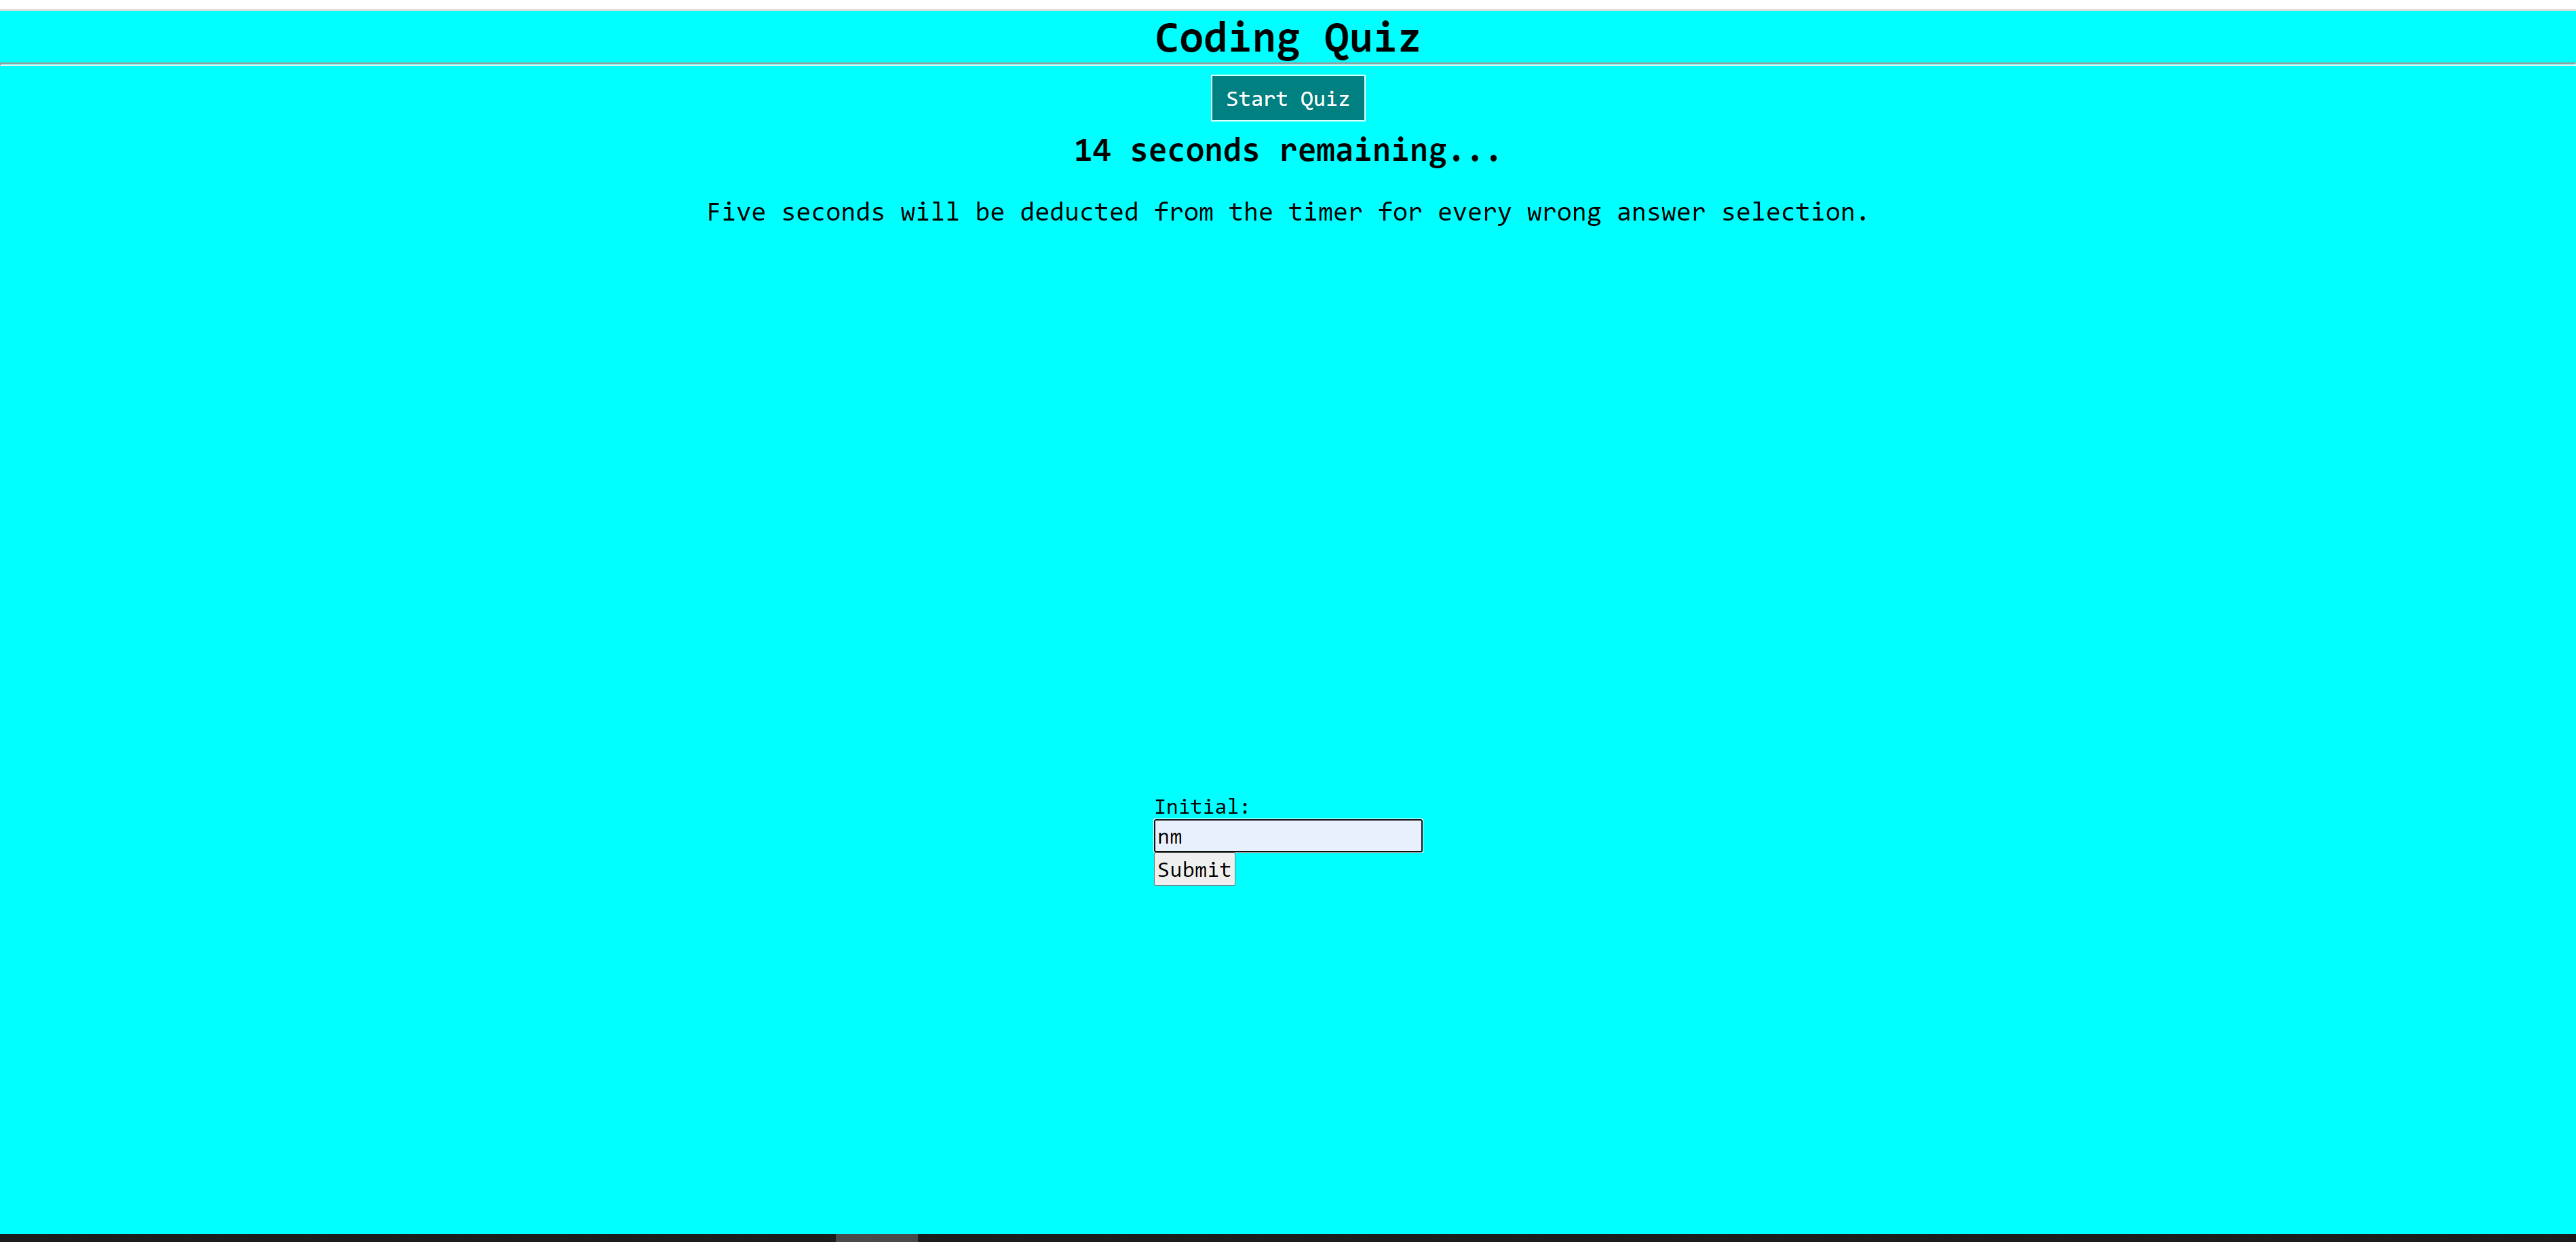 Coding Quiz
Start Quiz
14 seconds remaining...
Five seconds will be deducted from the timer for every wrong answer selection.
Initial:
nm
Submit